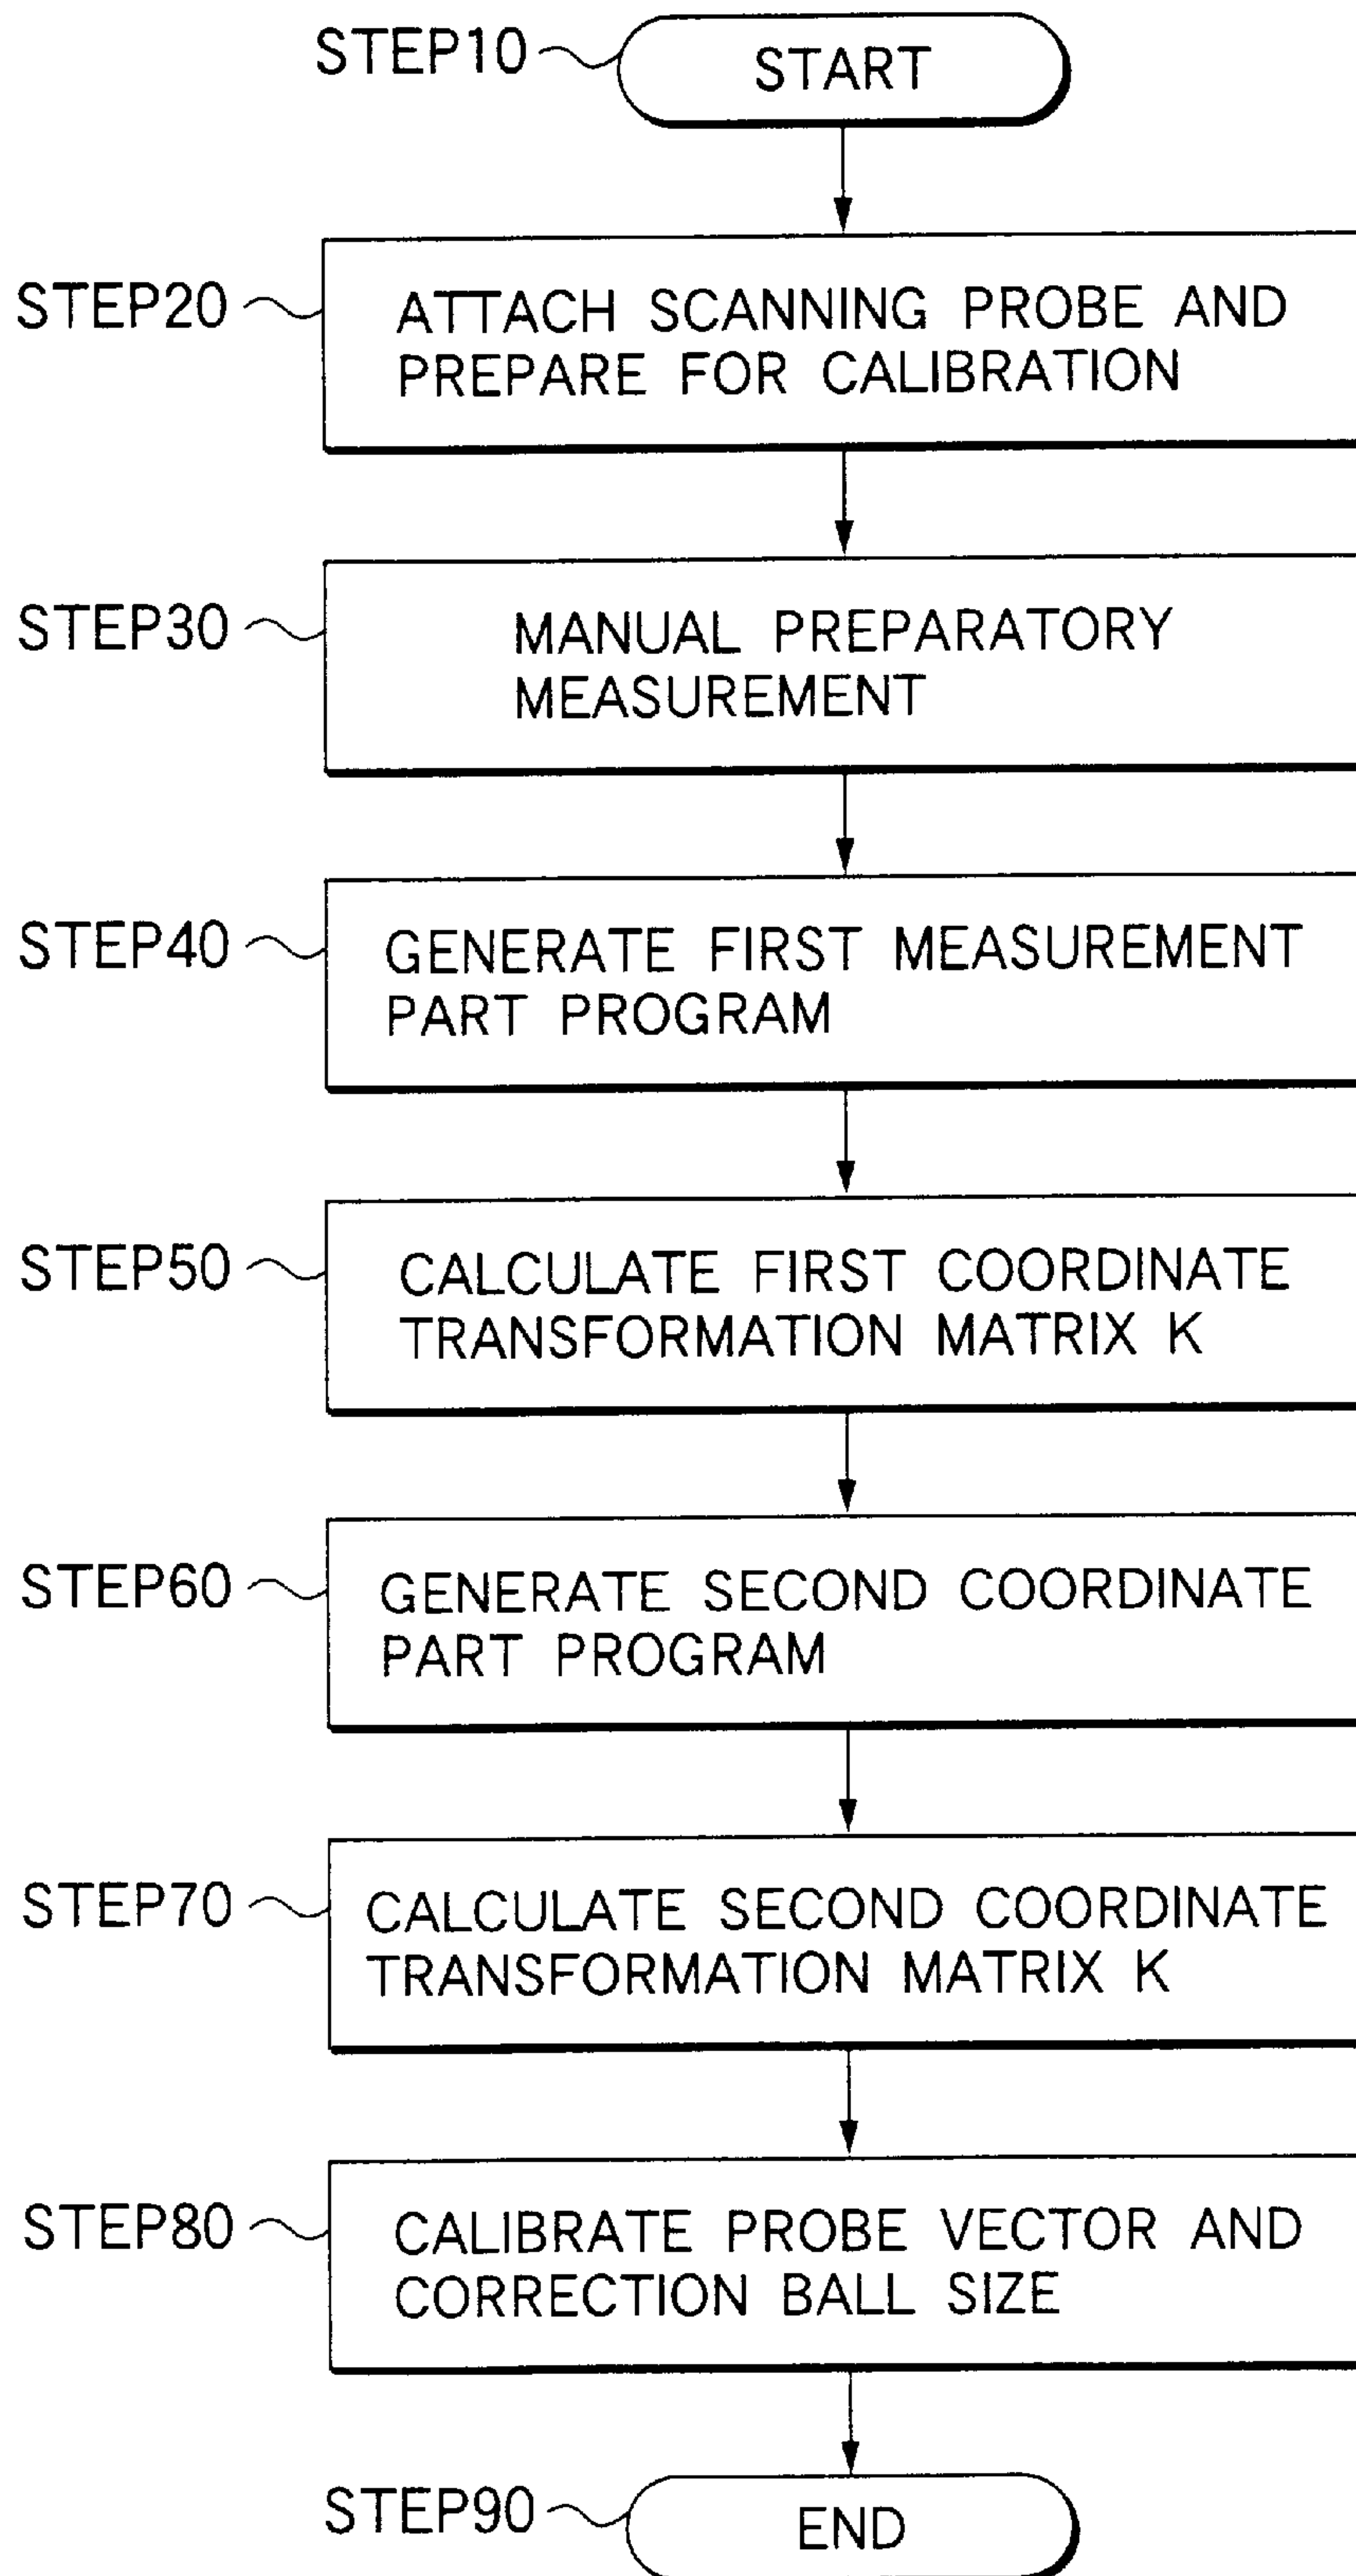 STEP10 START
STEP20 ATTACH SCANNING PROBE AND
PREPARE FOR CALIBRATION
STEP30 MANUAL PREPARATORY
MEASUREMENT
STEP40 GENERATE FIRST MEASUREMENT
PART PROGRAM
STEP50 CALCULATE FIRST COORDINATE
TRANSFORMATION MATRIX K
STEP60 GENERATE SECOND COORDINATE
PART PROGRAM
STEP70 CALCULATE SECOND COORDINATE
TRANSFORMATION MATRIX K
STEP80 CALIBRATE PROBE VECTOR AND
CORRECTION BALL SIZE
STEP90 END